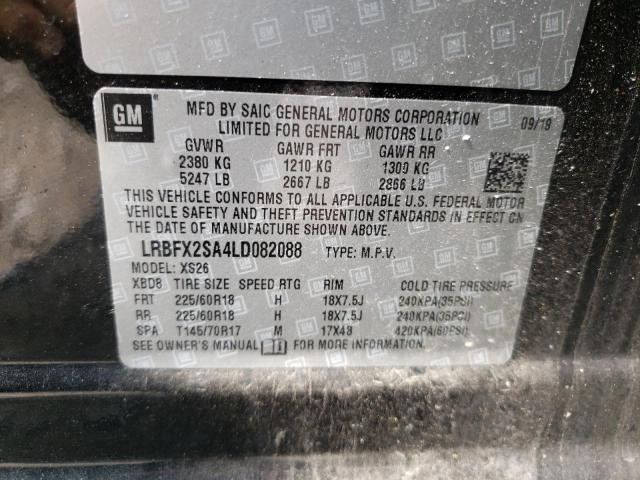 GM
MFD BY SAIC GENERAL MOTORS CORPORATION 09/19
LIMITED FOR GENERAL MOTORS LLC
GVWR GAWR FRT GAWR RR
2380 KG 1210 KG 1300 KG
5247 LB 2667 LB 2866 LB
THIS VEHICLE CONFORMS TO ALL APPLICABLE U.S. FEDERAL MOTOR
VEHICLE SAFETY AND THEFT PREVENTION STANDARDS IN EFFECT ON
THE DATE OF MANUFACTURE SHOWN ABOVE.
LRBFX2SA4LD082088 TYPE: M.P.V.
MODEL: XS26
XBD8 TIRE SIZE SPEED RTG RIM COLD TIRE PRESSURE
FRT 225/60R18 H 18X7.5J 240KPA(35PSI)
RR 225/60R18 H 18X7.5J 240KPA(35PSI)
SPA T145/70R17 M 17X4B 420KPA(60PSI)
SEE OWNER'S MANUAL FOR MORE INFORMATION.